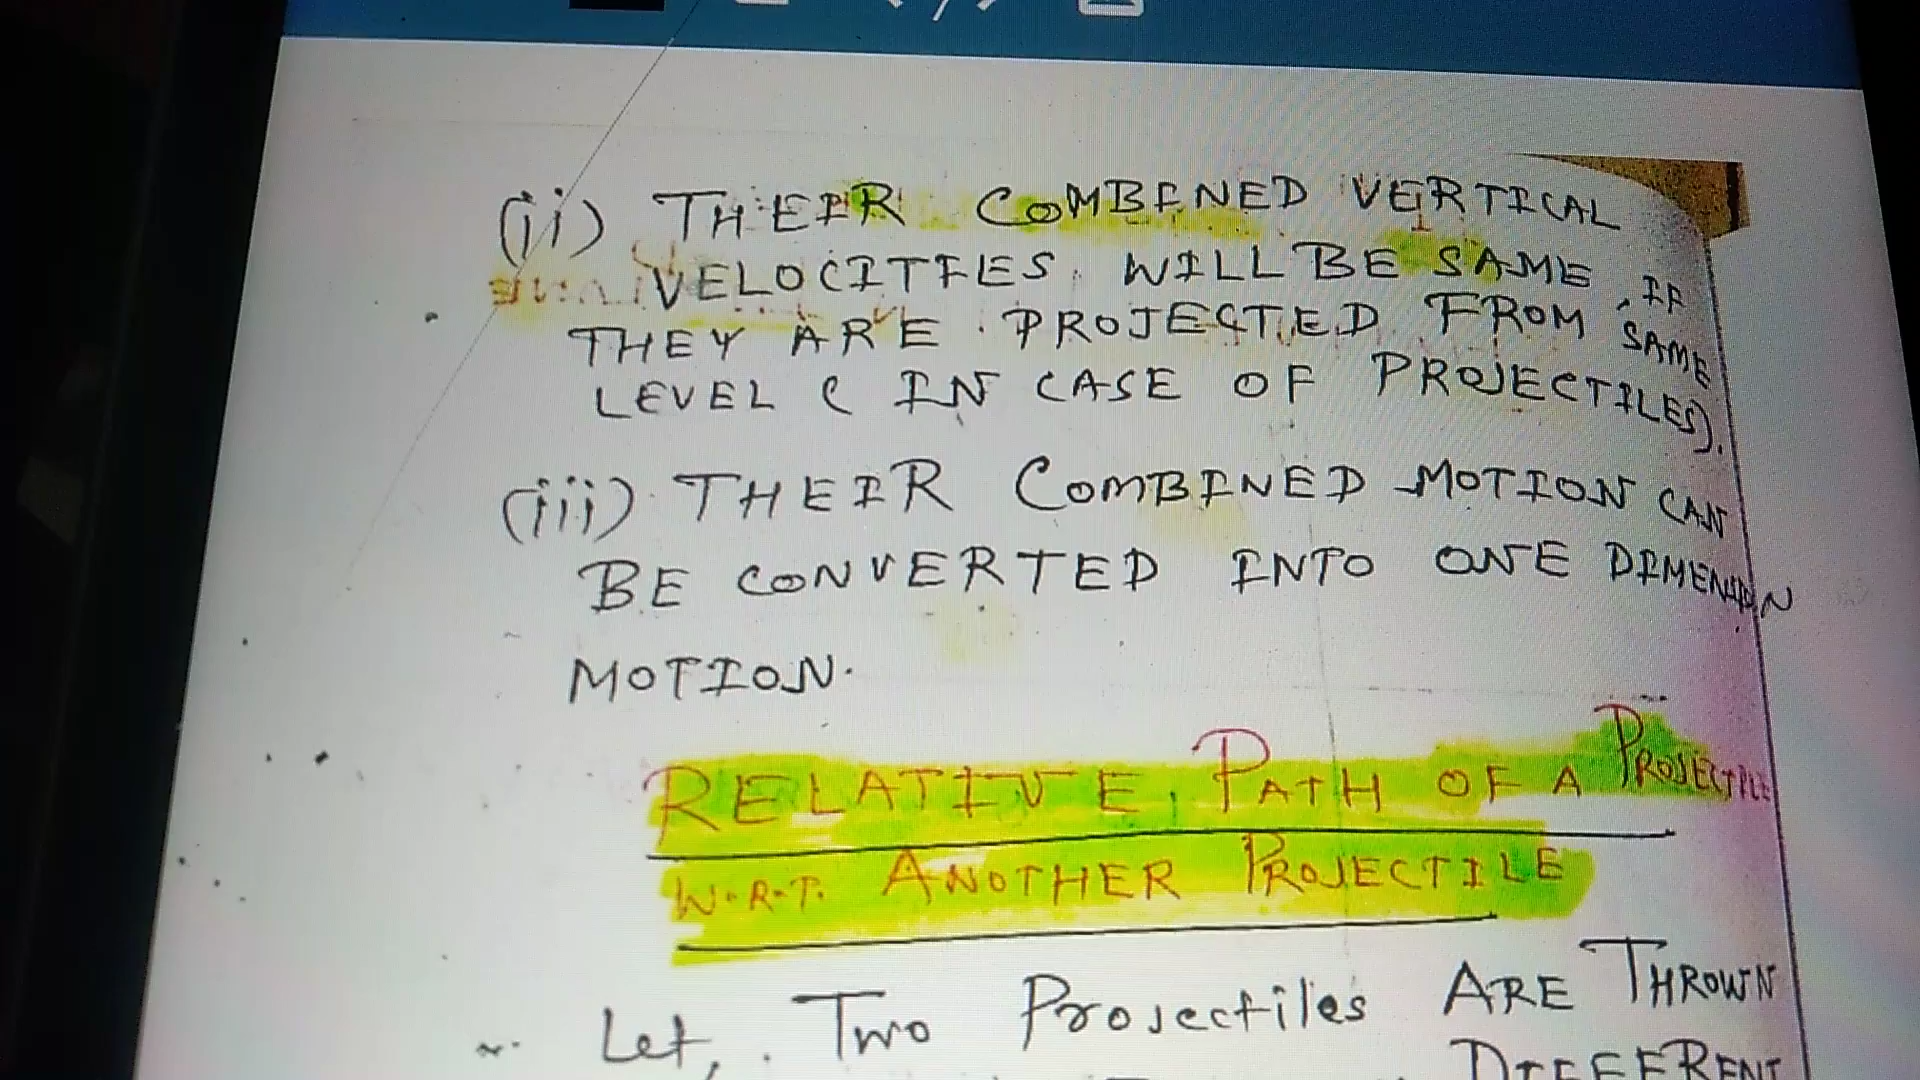 (ii) THEIR COMBINED VERTICAL
VELOCITIES WILL BE SAME, IF
THEY ARE PROJECTED FROM SAME
LEVEL ( IN CASE OF PROJECTILES).
(iii) THEIR COMBINED MOTION CAN
BE CONVERTED INTO ONE DIMENSION
MOTION.
RELATIVE PATH OF A PROJECTILE
W.R.T. ANOTHER PROJECTILE
Let, Two Projectiles ARE THROWN
DIFFERENT